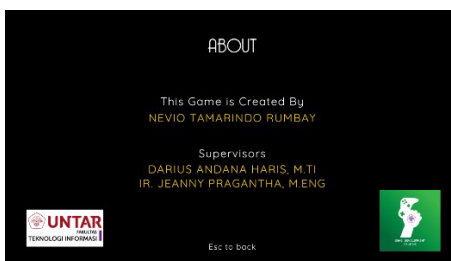 ABOUT
This Game is Created By
NEVIO TAMARINDO RUMBAY
Supervisors
DARIUS ANDANA HARIS, M.TI
IR. JEANNY PRAGANTHA, M.ENG
UNTAR
FAKULTAS
TEKNOLOGI INFORMASI
Esc to back